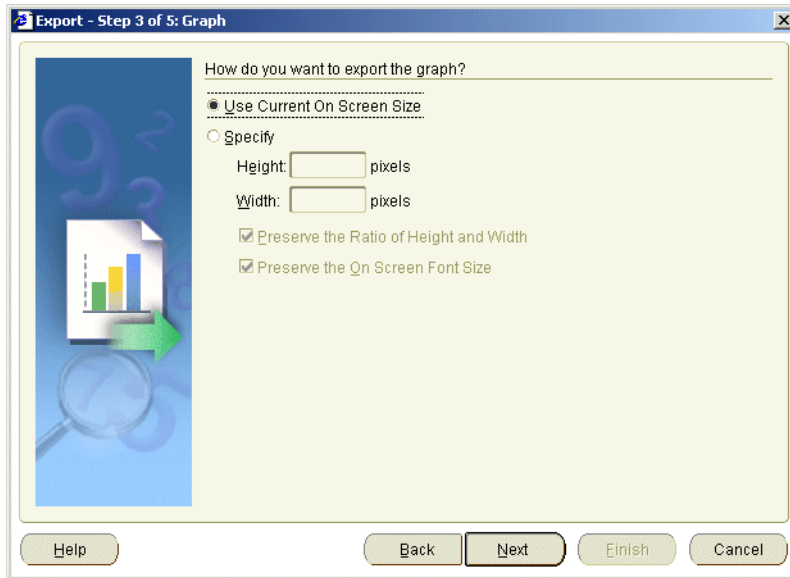 Export - Step 3 of 5: Graph
How do you want to export the graph?
Use Current On Screen Size
Specify
Height: pixels
Width: pixels
Preserve the Ratio of Height and Width
Preserve the On Screen Font Size
Help Back Next Finish Cancel